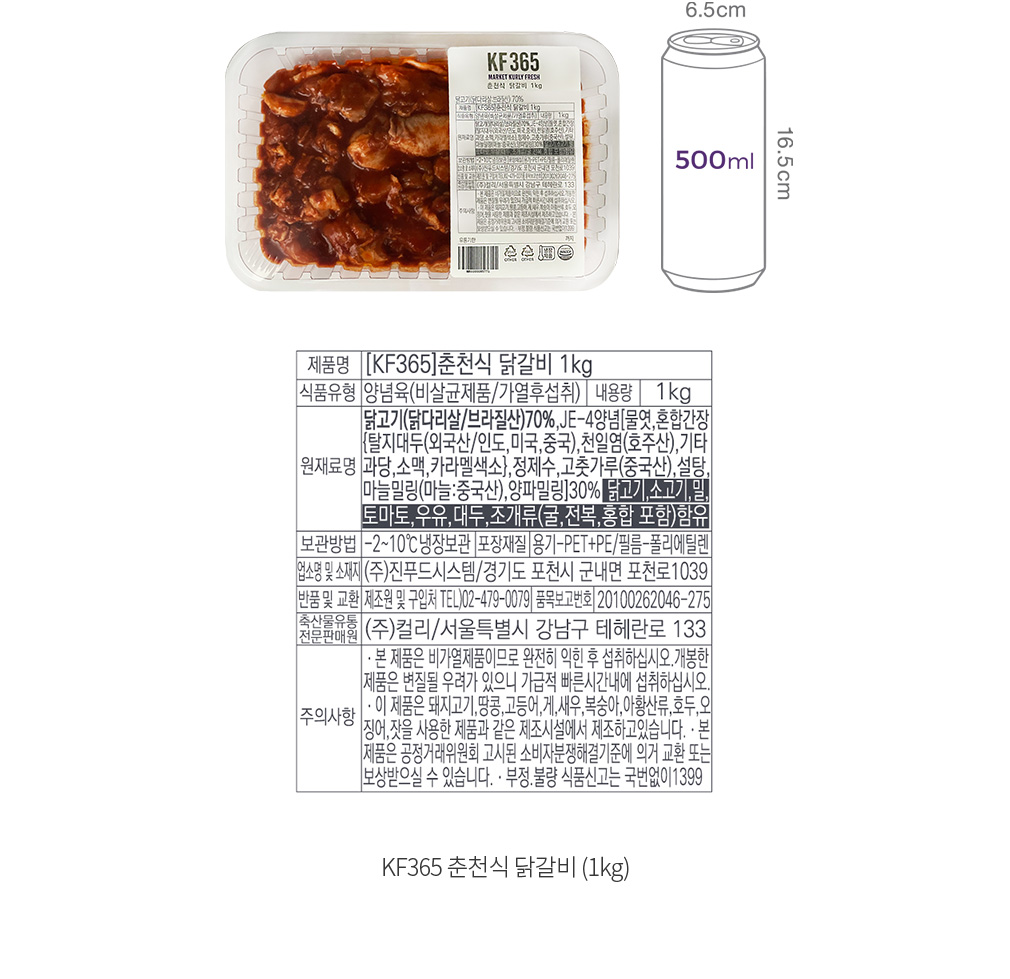 6.5cm
KF365
MARKET KURLY FRESH
춘천식 닭갈비 1kg
닭고기(닭다리살/브라질산) 70%
[KF365]춘천식 닭갈비 1kg
500ml
16.5cm
제품명 [KF365]춘천식 닭갈비 1kg
식품유형 양념육(비살균제품/가열후섭취) 내용량 1kg
원재료명 닭고기(닭다리살/브라질산)70%,JE-4양념[물엿,혼합간장
{탈지대두(외국산/인도,미국,중국),천일염(호주산),기타
과당,소맥,카라멜색소},정제수,고춧가루(중국산),설탕,
마늘밀링(마늘:중국산),양파밀링]30% 닭고기,소고기,밀,
토마토,우유,대두,조개류(굴,전복,홍합 포함)함유
보관방법 -2~10℃냉장보관 포장재질 용기-PET+PE/필름-폴리에틸렌
업소명 및 소재지 (주)진푸드시스템/경기도 포천시 군내면 포천로1039
반품 및 교환 제조원 및 구입처 TEL)02-479-0079 품목보고번호 20100262046-275
축산물유통
전문판매원 (주)컬리/서울특별시 강남구 테헤란로 133
주의사항 · 본 제품은 비가열제품이므로 완전히 익힌 후 섭취하십시오.개봉한
제품은 변질될 우려가 있으니 가급적 빠른시간내에 섭취하십시오.
· 이 제품은 돼지고기,땅콩,고등어,게,새우,복숭아,아황산류,호두,오
징어,잣을 사용한 제품과 같은 제조시설에서 제조하고있습니다. · 본
제품은 공정거래위원회 고시된 소비자분쟁해결기준에 의거 교환 또는
보상받으실 수 있습니다. · 부정.불량 식품신고는 국번없이1399
KF365 춘천식 닭갈비 (1kg)